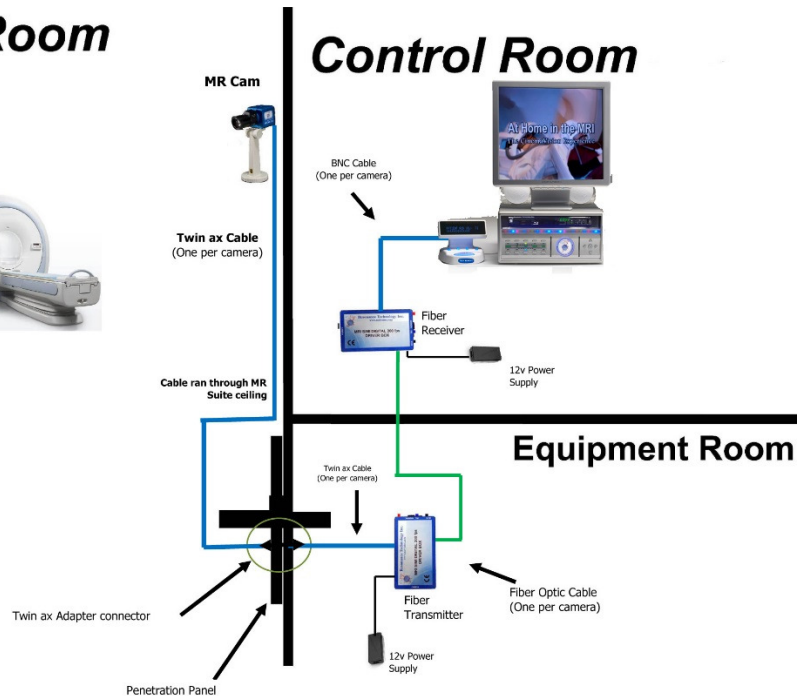 Room
Control Room
MR Cam
At Home in the MRI
BNC Cable
(One per camera)
Twin ax Cable
(One per camera)
Fiber
Receiver
12v Power
Supply
Cable ran through MR
Suite ceiling
Equipment Room
Twin ax Cable
(One per camera)
Twin ax Adapter connector
Fiber
Transmitter
Fiber Optic Cable
(One per camera)
12v Power
Supply
Penetration Panel